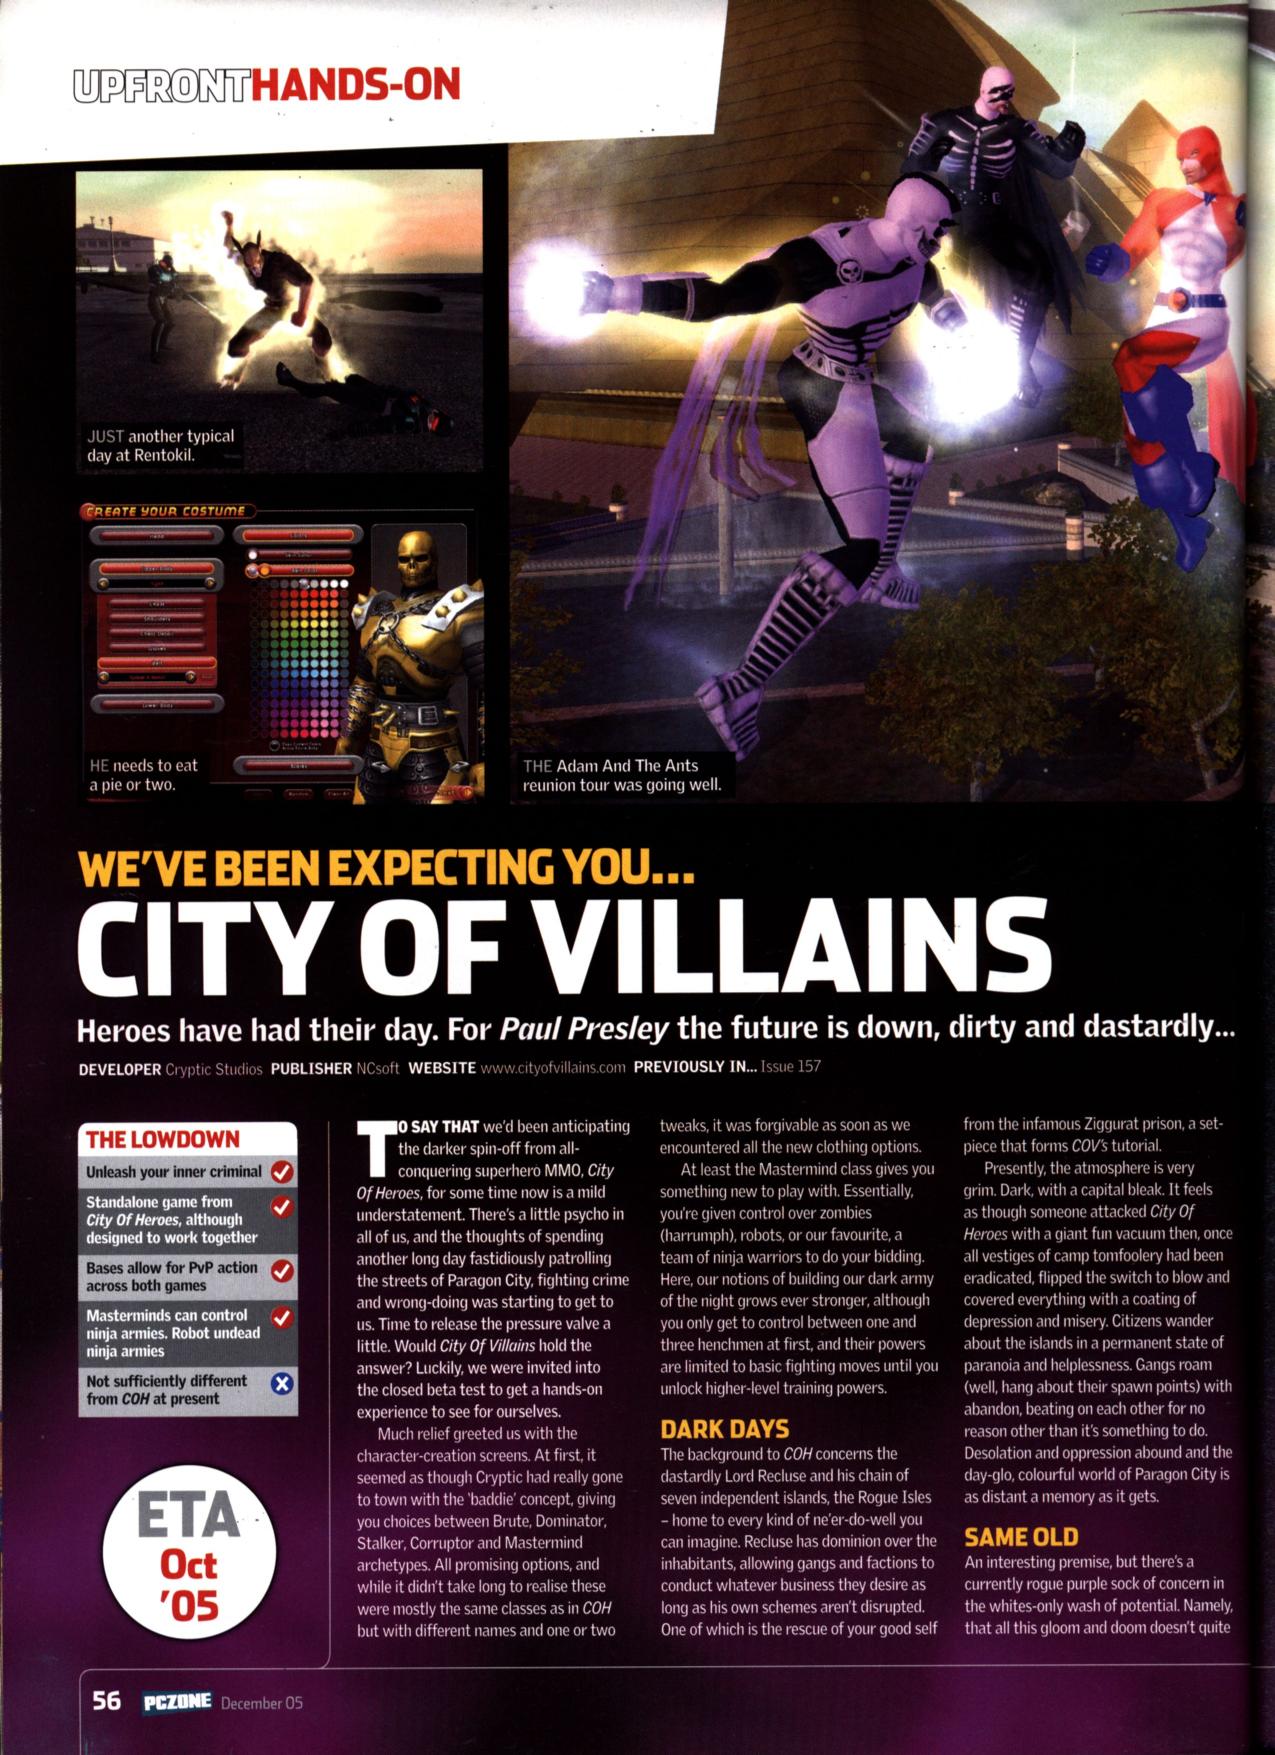 UPFRONTHANDS-ON
JUST another typical
day at Rentokil.
CREATE YOUR COSTUME
Head
Upper Body
Chest
Shoulders
Chest Detail
Gloves
Belt
Lower Body
Colors
Skin Color
Scales
HE needs to eat
a pie or two.
THE Adam And The Ants
reunion tour was going well.
WE'VE BEEN EXPECTING YOU...
CITY OF VILLAINS
Heroes have had their day. For Paul Presley the future is down, dirty and dastardly...
DEVELOPER Cryptic Studios PUBLISHER NCsoft WEBSITE www.cityofvillains.com PREVIOUSLY IN... Issue 157
THE LOWDOWN
Unleash your inner criminal
Standalone game from
City Of Heroes, although
designed to work together
Bases allow for PvP action
across both games
Masterminds can control
ninja armies. Robot undead
ninja armies
Not sufficiently different
from COH at present
ETA
Oct
'05
TO SAY THAT we'd been anticipating
the darker spin-off from all-
conquering superhero MMO, City
Of Heroes, for some time now is a mild
understatement. There's a little psycho in
all of us, and the thoughts of spending
another long day fastidiously patrolling
the streets of Paragon City, fighting crime
and wrong-doing was starting to get to
us. Time to release the pressure valve a
little. Would City Of Villains hold the
answer? Luckily, we were invited into
the closed beta test to get a hands-on
experience to see for ourselves.
Much relief greeted us with the
character-creation screens. At first, it
seemed as though Cryptic had really gone
to town with the 'baddie' concept, giving
you choices between Brute, Dominator,
Stalker, Corruptor and Mastermind
archetypes. All promising options, and
while it didn't take long to realise these
were mostly the same classes as in COH
but with different names and one or two
tweaks, it was forgivable as soon as we
encountered all the new clothing options.
At least the Mastermind class gives you
something new to play with. Essentially,
you're given control over zombies
(harrumph), robots, or our favourite, a
team of ninja warriors to do your bidding.
Here, our notions of building our dark army
of the night grows ever stronger, although
you only get to control between one and
three henchmen at first, and their powers
are limited to basic fighting moves until you
unlock higher-level training powers.
DARK DAYS
The background to COH concerns the
dastardly Lord Recluse and his chain of
seven independent islands, the Rogue Isles
– home to every kind of ne'er-do-well you
can imagine. Recluse has dominion over the
inhabitants, allowing gangs and factions to
conduct whatever business they desire as
long as his own schemes aren't disrupted.
One of which is the rescue of your good self
from the infamous Ziggurat prison, a set-
piece that forms COV's tutorial.
Presently, the atmosphere is very
grim. Dark, with a capital bleak. It feels
as though someone attacked City Of
Heroes with a giant fun vacuum then, once
all vestiges of camp tomfoolery had been
eradicated, flipped the switch to blow and
covered everything with a coating of
depression and misery. Citizens wander
about the islands in a permanent state of
paranoia and helplessness. Gangs roam
(well, hang about their spawn points) with
abandon, beating on each other for no
reason other than it's something to do.
Desolation and oppression abound and the
day-glo, colourful world of Paragon City is
as distant a memory as it gets.
SAME OLD
An interesting premise, but there's a
currently rogue purple sock of concern in
the whites-only wash of potential. Namely,
that all this gloom and doom doesn't quite
56 PCZONE December 05